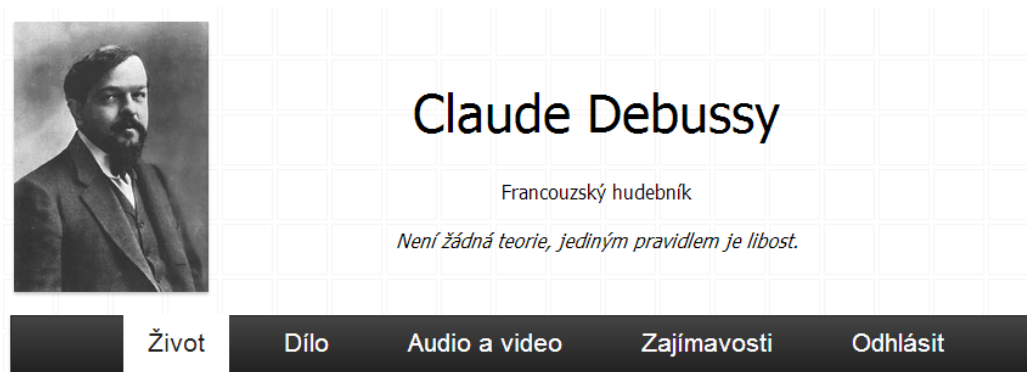 Claude Debussy
Francouzský hudebník
Není žádná teorie, jediným pravidlem je libost.
Život Dílo Audio a video Zajímavosti Odhlásit